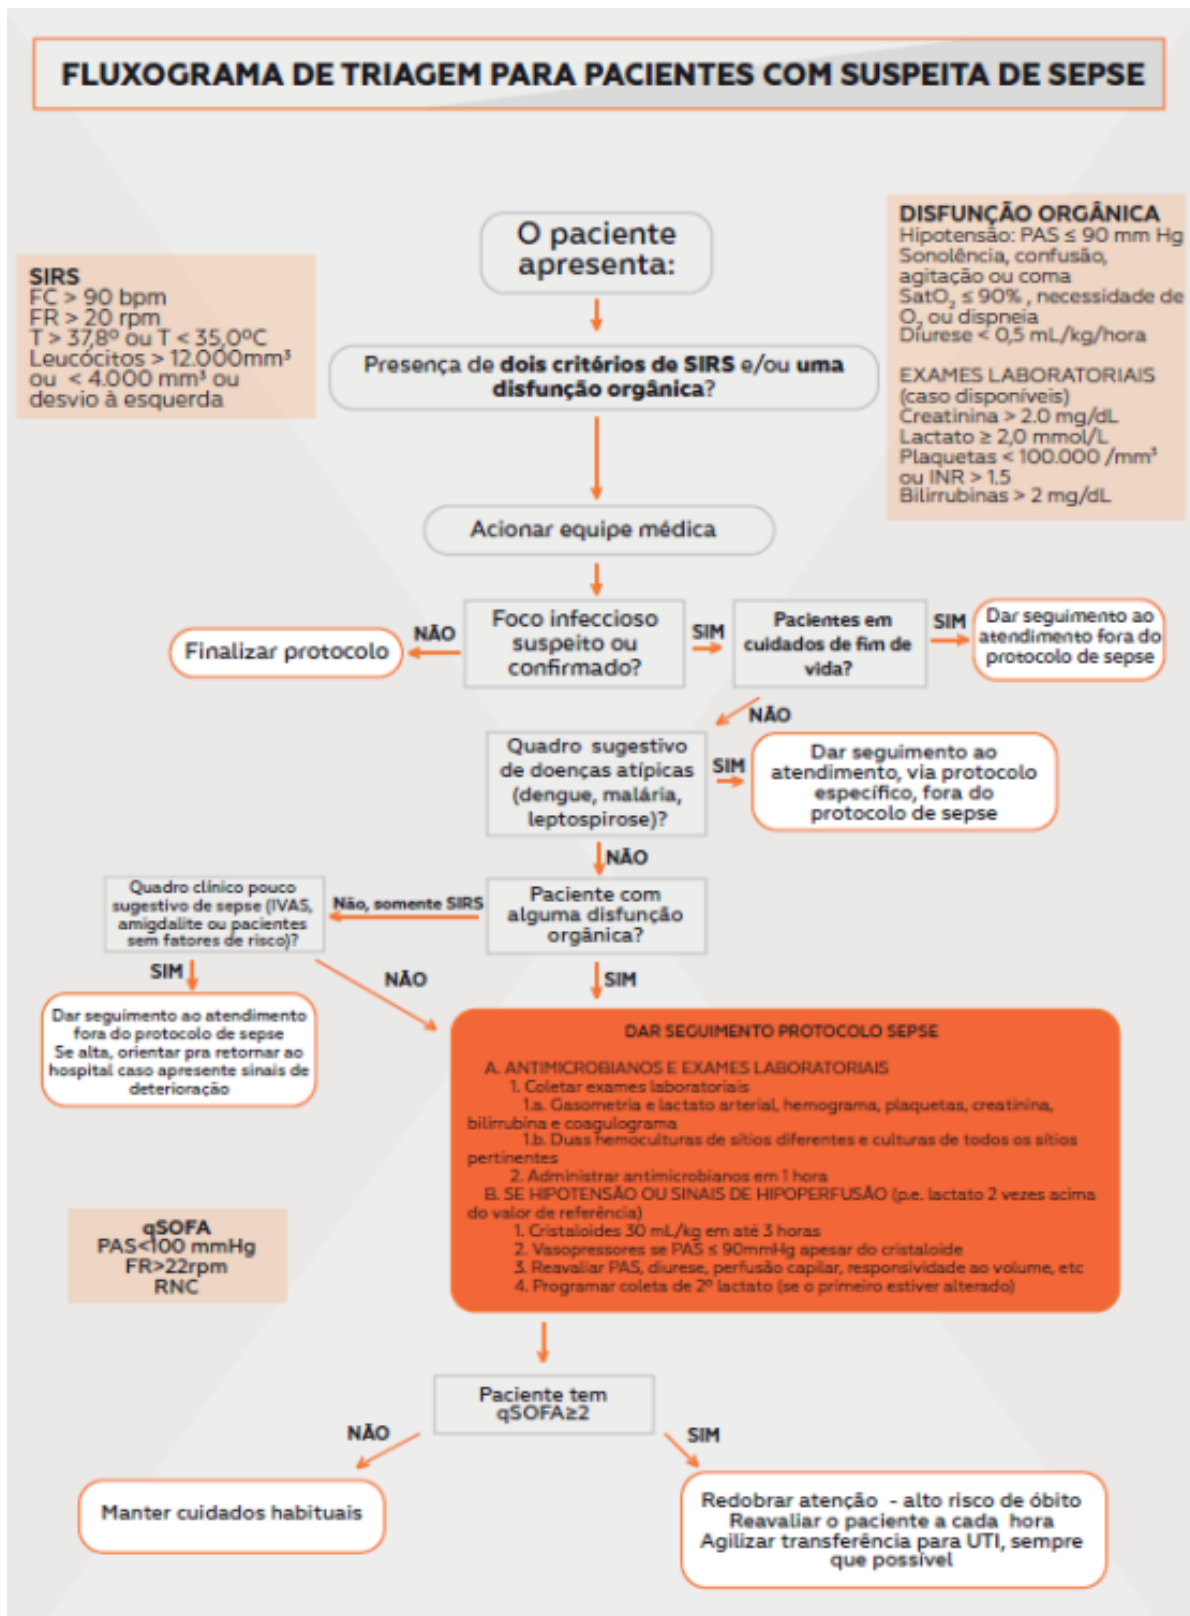 FLUXOGRAMA DE TRIAGEM PARA PACIENTES COM SUSPEITA DE SEPSE
O paciente
apresenta:
SIRS
FC > 90 bpm
FR > 20 rpm
T > 37,8º ou T < 35,0ºC
Leucócitos > 12.000mm³
ou < 4.000 mm³ ou
desvio à esquerda
DISFUNÇÃO ORGÂNICA
Hipotensão: PAS ≤ 90 mm Hg
Sonolência, confusão,
agitação ou coma
SatO₂ ≤ 90% , necessidade de
O₂ ou dispneia
Diurese < 0,5 mL/kg/hora
EXAMES LABORATORIAIS
(caso disponíveis)
Creatinina > 2.0 mg/dL
Lactato ≥ 2,0 mmol/L
Plaquetas < 100.000 /mm³
ou INR > 1.5
Bilirrubinas > 2 mg/dL
Presença de dois critérios de SIRS e/ou uma
disfunção orgânica?
Acionar equipe médica
Foco infeccioso
suspeito ou
confirmado?
NÃO
Finalizar protocolo
SIM
Pacientes em
cuidados de fim de
vida?
SIM
Dar seguimento ao
atendimento fora do
protocolo de sepse
NÃO
Quadro sugestivo
de doenças atípicas
(dengue, malária,
leptospirose)?
SIM
Dar seguimento ao
atendimento, via protocolo
específico, fora do
protocolo de sepse
NÃO
Paciente com
alguma disfunção
orgânica?
Não, somente SIRS
Quadro clínico pouco
sugestivo de sepse (IVAS,
amigdalite ou pacientes
sem fatores de risco)?
SIM
NÃO
SIM
Dar seguimento ao atendimento
fora do protocolo de sepse
Se alta, orientar pra retornar ao
hospital caso apresente sinais de
deterioração
DAR SEGUIMENTO PROTOCOLO SEPSE
A. ANTIMICROBIANOS E EXAMES LABORATORIAIS
1. Coletar exames laboratoriais
1.a. Gasometria e lactato arterial, hemograma, plaquetas, creatinina,
bilirrubina e coagulograma
1.b. Duas hemoculturas de sítios diferentes e culturas de todos os sítios
pertinentes
2. Administrar antimicrobianos em 1 hora
B. SE HIPOTENSÃO OU SINAIS DE HIPOPERFUSÃO (p.e. lactato 2 vezes acima
do valor de referência)
1. Cristaloides 30 mL/kg em até 3 horas
2. Vasopressores se PAS ≤ 90mmHg apesar do cristaloide
3. Reavaliar PAS, diurese, perfusão capilar, responsividade ao volume, etc
4. Programar coleta de 2º lactato (se o primeiro estiver alterado)
qSOFA
PAS<100 mmHg
FR>22rpm
RNC
Paciente tem
qSOFA≥2
NÃO
SIM
Manter cuidados habituais
Redobrar atenção - alto risco de óbito
Reavaliar o paciente a cada hora
Agilizar transferência para UTI, sempre
que possível